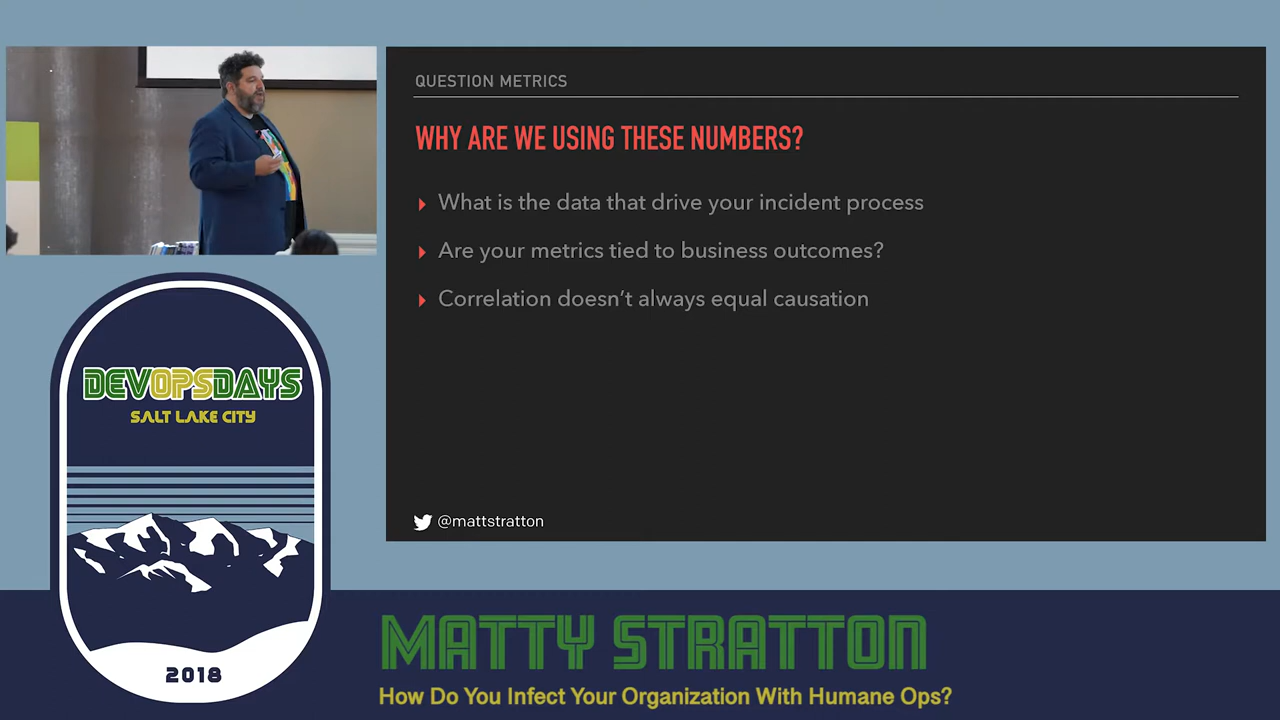 QUESTION METRICS
WHY ARE WE USING THESE NUMBERS?
What is the data that drive your incident process
Are your metrics tied to business outcomes?
Correlation doesn't always equal causation
@mattstratton
DEVOPSDAYS
SALT LAKE CITY
2018
MATTY STRATTON
How Do You Infect Your Organization With Humane Ops?